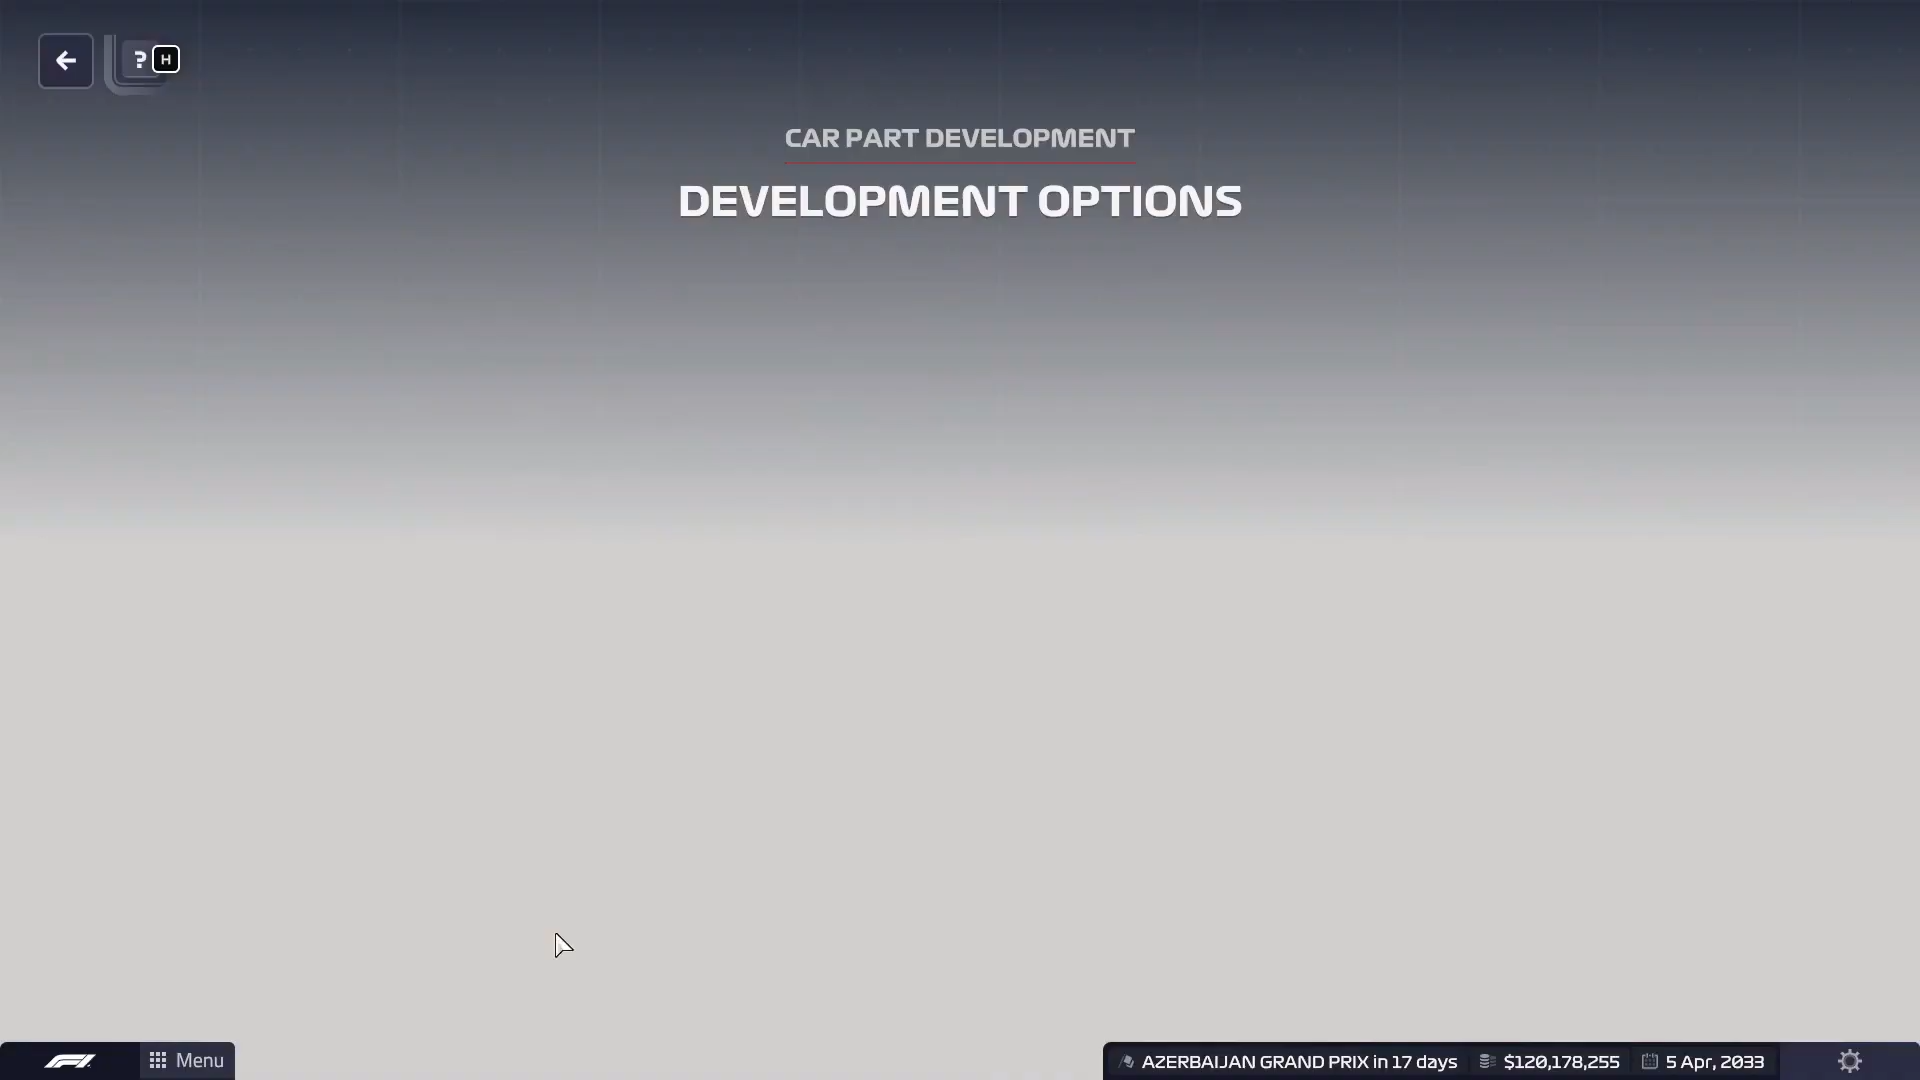 ? H
CAR PART DEVELOPMENT
DEVELOPMENT OPTIONS
Menu
AZERBAIJAN GRAND PRIX in 17 days
$120,178,255
5 Apr, 2033